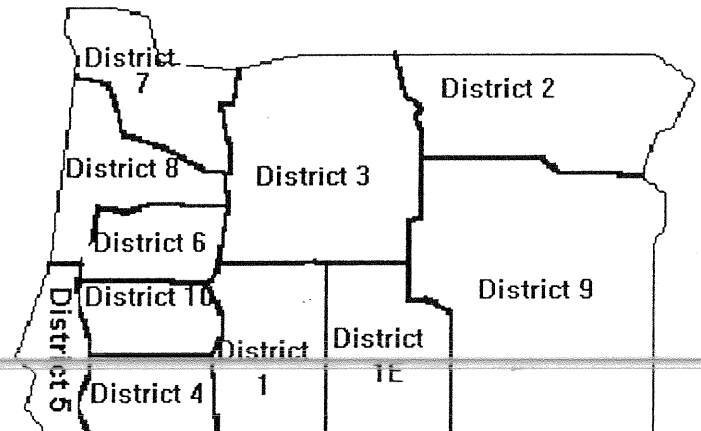 District
7
District 2
District 8
District 3
District 6
District 9
District 10
District 5
District
1
District
1E
District 4